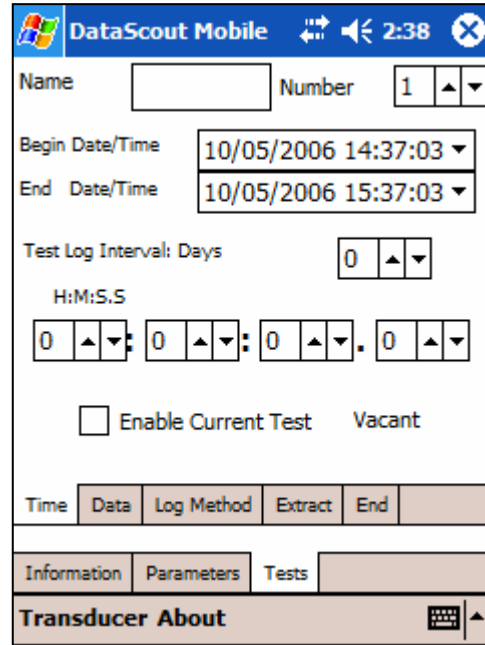 DataScout Mobile 2:38
Name Number 1
Begin Date/Time 10/05/2006 14:37:03
End Date/Time 10/05/2006 15:37:03
Test Log Interval: Days 0
H:M:S.S
0 : 0 : 0 . 0
Enable Current Test Vacant
Time Data Log Method Extract End
Information Parameters Tests
Transducer About